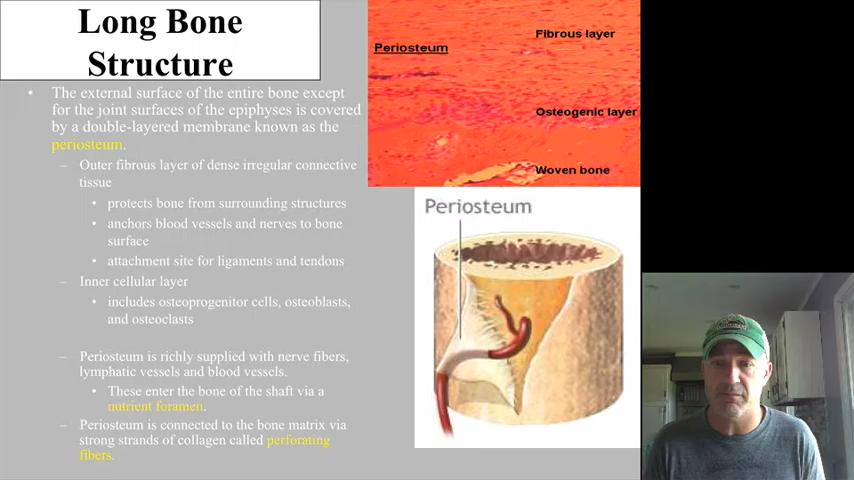 Long Bone
Structure
• The external surface of the entire bone except
for the joint surfaces of the epiphyses is covered
by a double-layered membrane known as the
periosteum.
– Outer fibrous layer of dense irregular connective
tissue
• protects bone from surrounding structures
• anchors blood vessels and nerves to bone
surface
• attachment site for ligaments and tendons
– Inner cellular layer
• includes osteoprogenitor cells, osteoblasts,
and osteoclasts
– Periosteum is richly supplied with nerve fibers,
lymphatic vessels and blood vessels.
• These enter the bone of the shaft via a
nutrient foramen.
– Periosteum is connected to the bone matrix via
strong strands of collagen called perforating
fibers.
Fibrous layer
Periosteum
Osteogenic layer
Woven bone
Periosteum